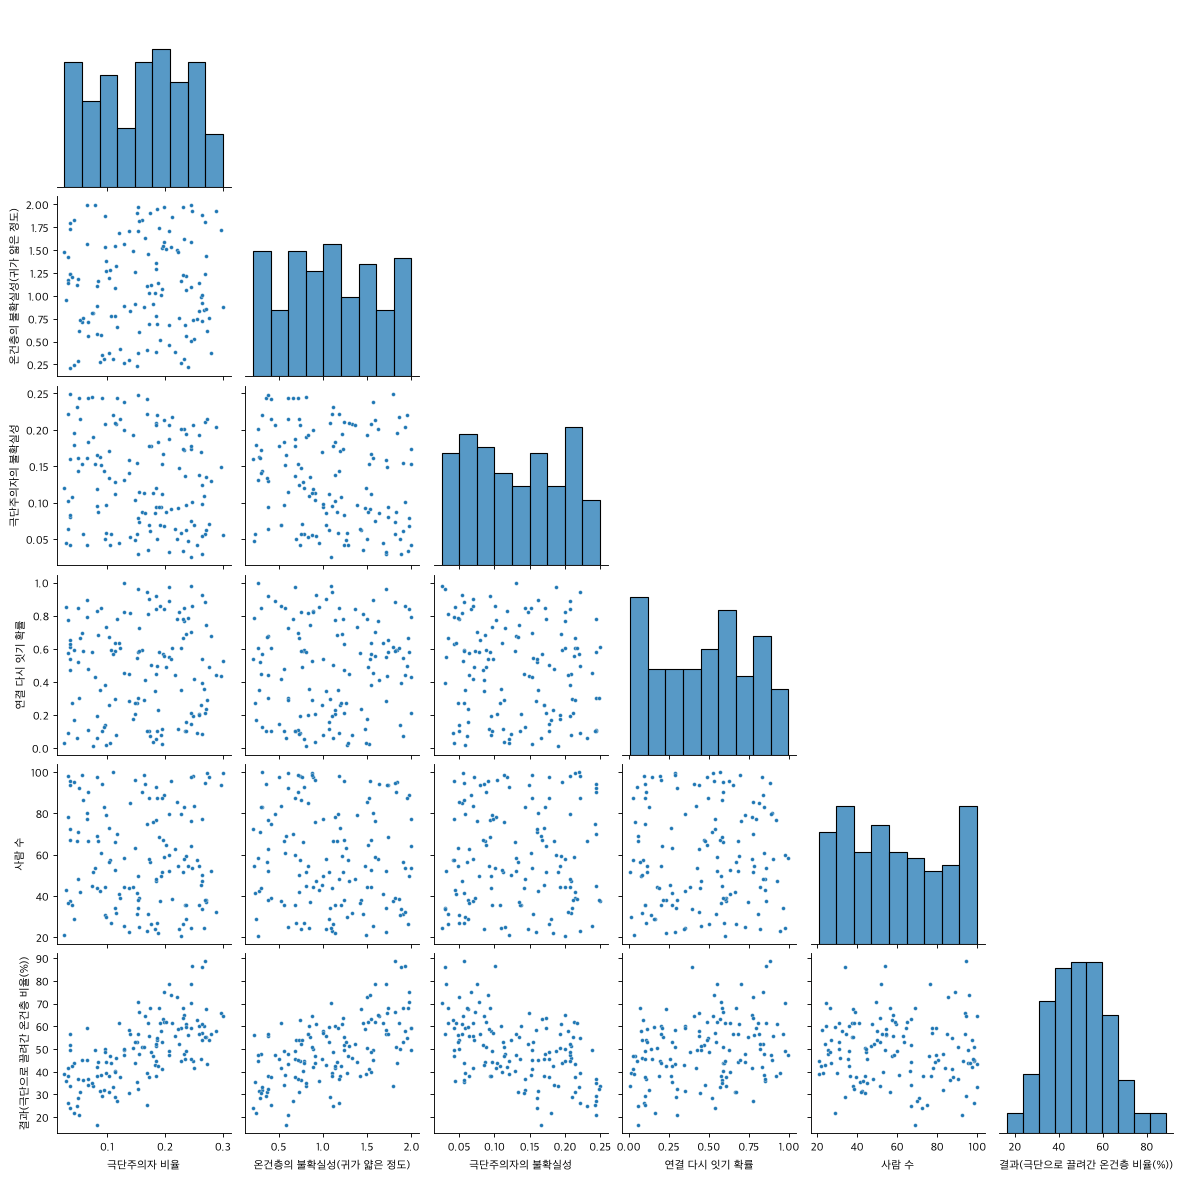 2.00
1.75
1.50
1.25
1.00
0.75
0.50
0.25
온건층의 불확실성(귀가 얇은 정도)
0.25
0.20
0.15
0.10
0.05
극단주의자의 불확실성
1.0
0.8
0.6
0.4
0.2
0.0
연결 다시 잇기 확률
100
80
60
40
20
사람 수
90
80
70
60
50
40
30
20
결과(극단으로 끌려간 온건층 비율(%))
0.1 0.2 0.3
극단주의자 비율
0.5 1.0 1.5 2.0
온건층의 불확실성(귀가 얇은 정도)
0.05 0.10 0.15 0.20 0.25
극단주의자의 불확실성
0.00 0.25 0.50 0.75 1.00
연결 다시 잇기 확률
20 40 60 80 100
사람 수
20 40 60 80
결과(극단으로 끌려간 온건층 비율(%))